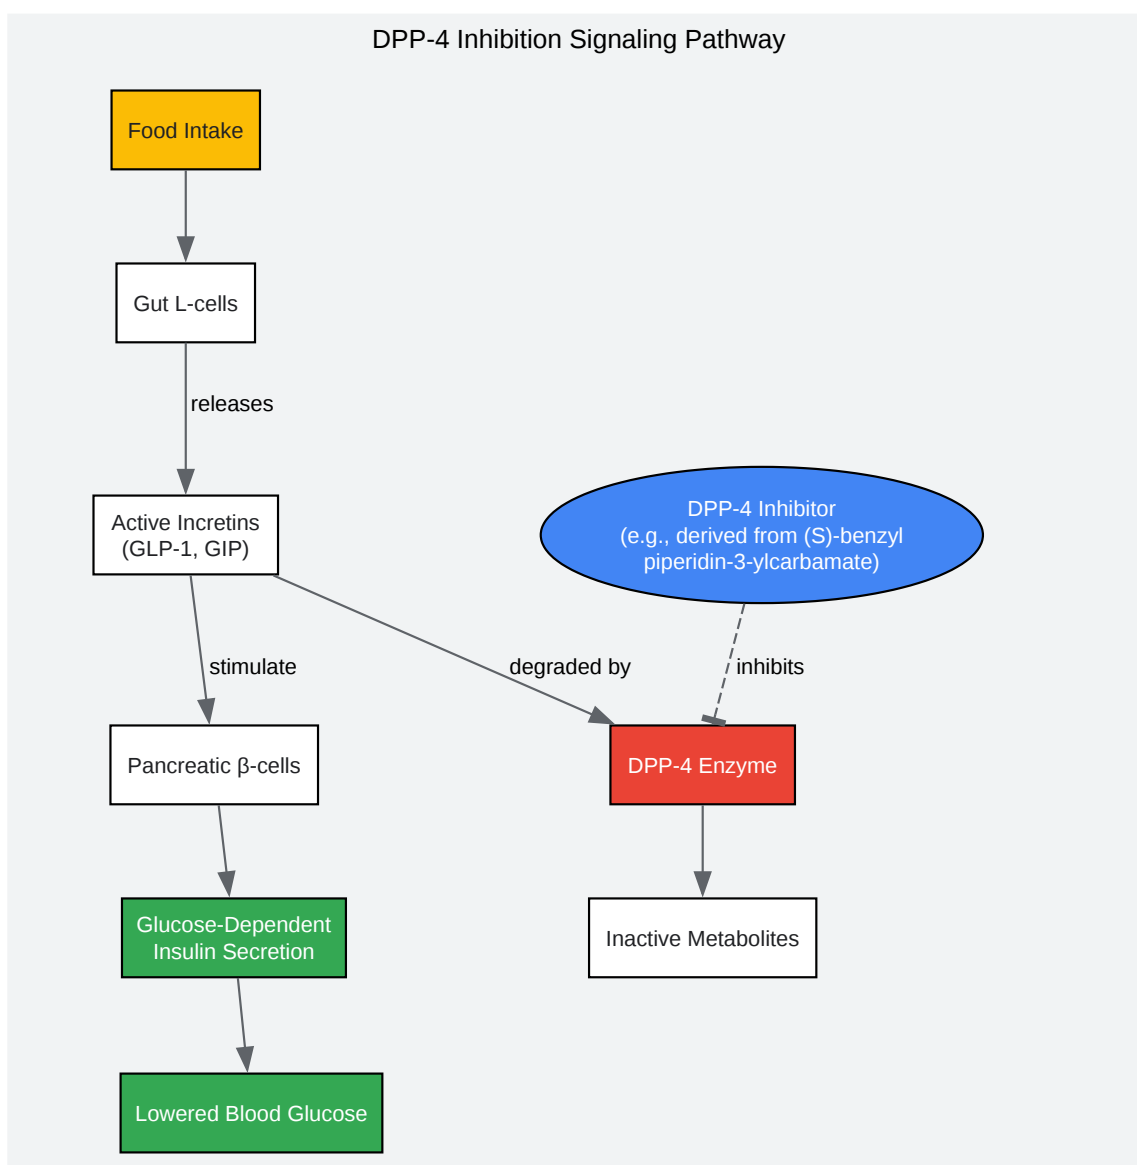 DPP-4 Inhibition Signaling Pathway
Food Intake
Gut L-cells
releases
Active Incretins
(GLP-1, GIP)
DPP-4 Inhibitor
(e.g., derived from (S)-benzyl
piperidin-3-ylcarbamate)
stimulate
degraded by
inhibits
Pancreatic β-cells
DPP-4 Enzyme
Glucose-Dependent
Insulin Secretion
Inactive Metabolites
Lowered Blood Glucose